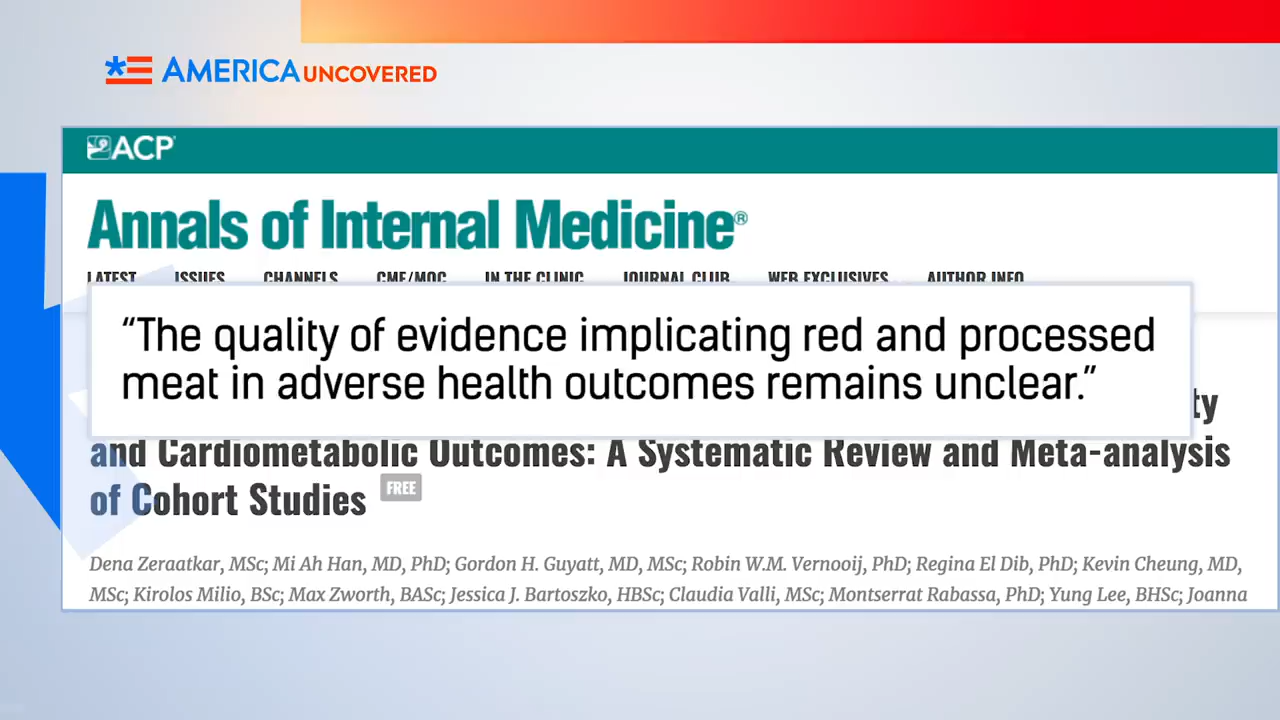 AMERICA UNCOVERED
ACP
Annals of Internal Medicine®
LATEST ISSUES CHANNELS CME/MOC IN THE CLINIC JOURNAL CLUB WEB EXCLUSIVES AUTHOR INFO
“The quality of evidence implicating red and processed
meat in adverse health outcomes remains unclear.”
ty
and Cardiometabolic Outcomes: A Systematic Review and Meta-analysis
of Cohort Studies FREE
Dena Zeraatkar, MSc; Mi Ah Han, MD, PhD; Gordon H. Guyatt, MD, MSc; Robin W.M. Vernooij, PhD; Regina El Dib, PhD; Kevin Cheung, MD,
MSc; Kirolos Milio, BSc; Max Zworth, BASc; Jessica J. Bartoszko, HBSc; Claudia Valli, MSc; Montserrat Rabassa, PhD; Yung Lee, BHSc; Joanna